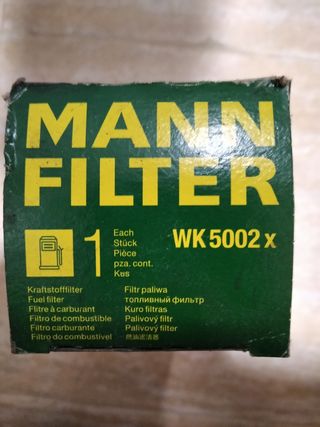 MANN
FILTER
1
Each
Stück
Pièce
pza. cont.
Kes
WK 5002 x
Kraftstofffilter
Fuel filter
Filtre à carburant
Filtro de combustible
Filtro carburante
Filtro do combustível
Filtr paliwa
топливный фильтр
Kuro filtras
Palivový filtr
Palivový filter
燃油滤清器